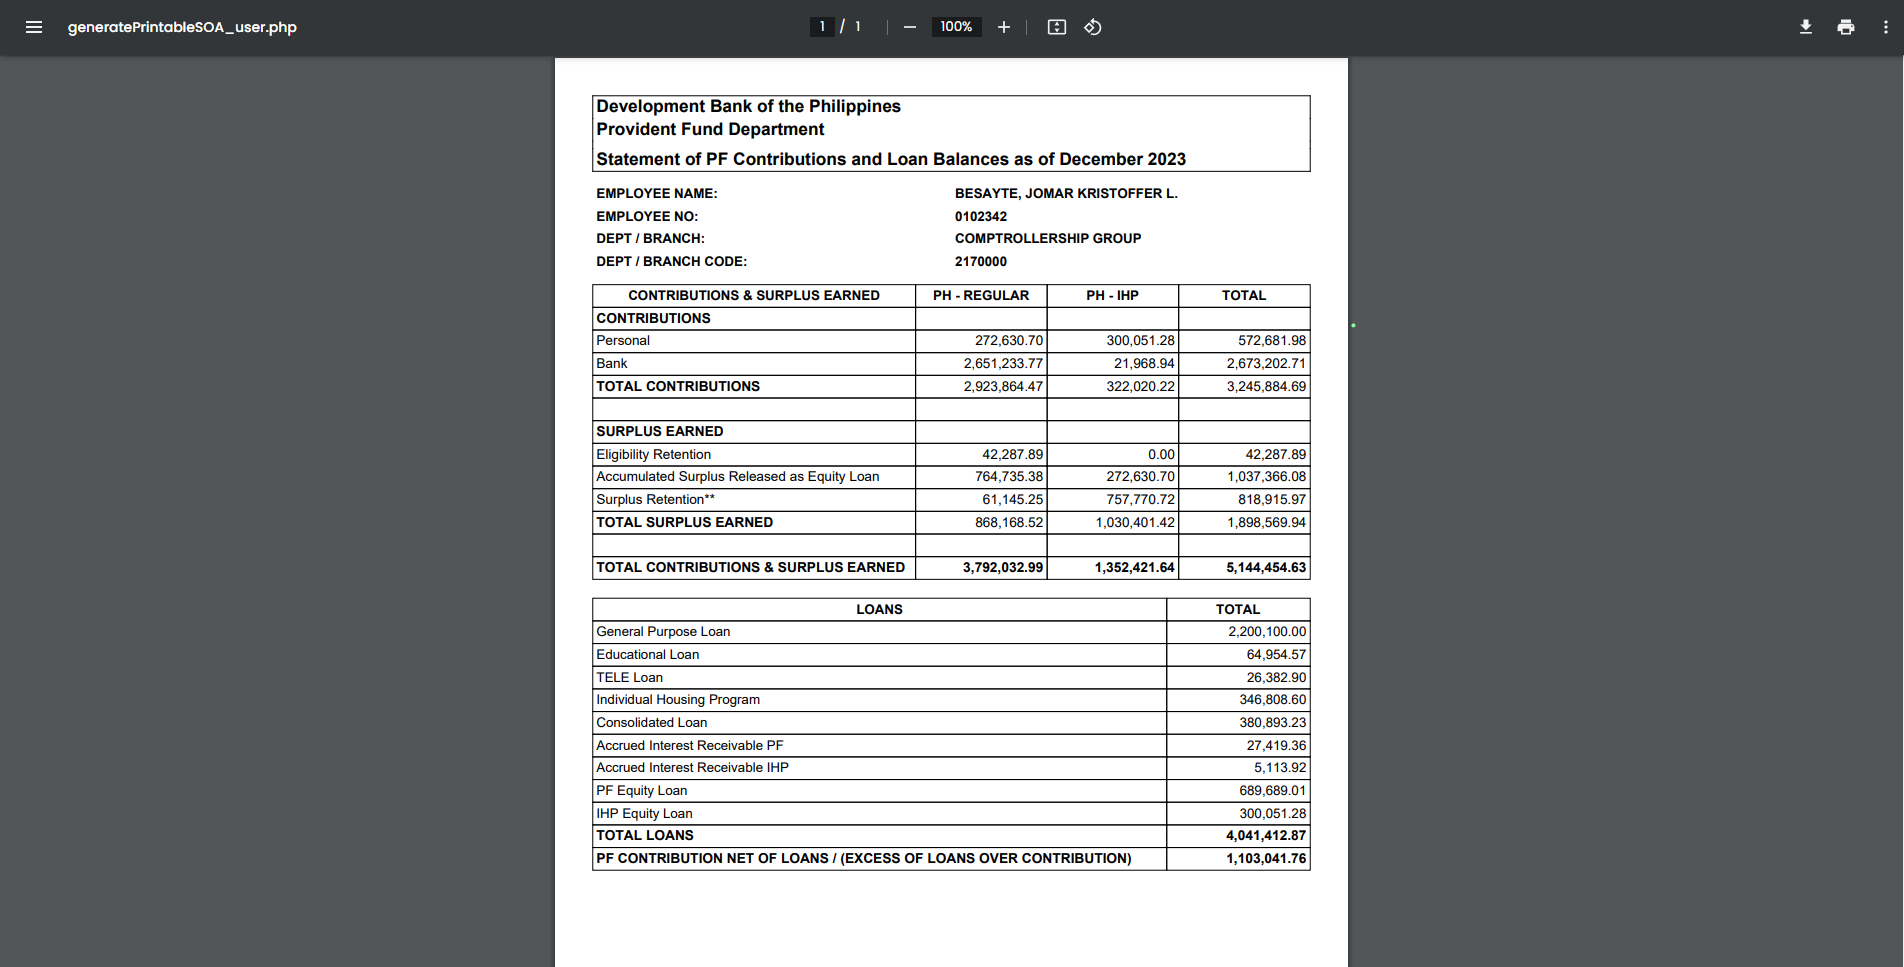 generatePrintableSOA_user.php 1 / 1 100%
Development Bank of the Philippines
Provident Fund Department
Statement of PF Contributions and Loan Balances as of December 2023
EMPLOYEE NAME: BESAYTE, JOMAR KRISTOFFER L.
EMPLOYEE NO: 0102342
DEPT / BRANCH: COMPTROLLERSHIP GROUP
DEPT / BRANCH CODE: 2170000
CONTRIBUTIONS & SURPLUS EARNED PH - REGULAR PH - IHP TOTAL
CONTRIBUTIONS
Personal 272,630.70 300,051.28 572,681.98
Bank 2,651,233.77 21,968.94 2,673,202.71
TOTAL CONTRIBUTIONS 2,923,864.47 322,020.22 3,245,884.69
SURPLUS EARNED
Eligibility Retention 42,287.89 0.00 42,287.89
Accumulated Surplus Released as Equity Loan 764,735.38 272,630.70 1,037,366.08
Surplus Retention** 61,145.25 757,770.72 818,915.97
TOTAL SURPLUS EARNED 868,168.52 1,030,401.42 1,898,569.94
TOTAL CONTRIBUTIONS & SURPLUS EARNED 3,792,032.99 1,352,421.64 5,144,454.63
LOANS TOTAL
General Purpose Loan 2,200,100.00
Educational Loan 64,954.57
TELE Loan 26,382.90
Individual Housing Program 346,808.60
Consolidated Loan 380,893.23
Accrued Interest Receivable PF 27,419.36
Accrued Interest Receivable IHP 5,113.92
PF Equity Loan 689,689.01
IHP Equity Loan 300,051.28
TOTAL LOANS 4,041,412.87
PF CONTRIBUTION NET OF LOANS / (EXCESS OF LOANS OVER CONTRIBUTION) 1,103,041.76